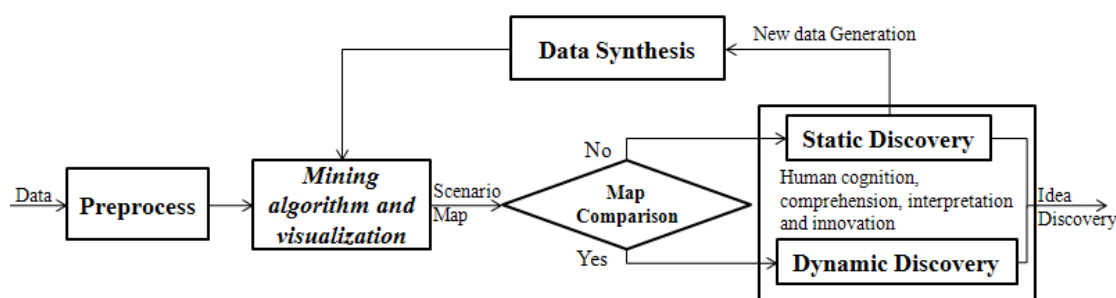 New data Generation
Data Synthesis
Data
Preprocess
Mining
algorithm and
visualization
Scenario
Map
No
Map
Comparison
Yes
Static Discovery
Human cognition,
comprehension, interpretation
and innovation
Dynamic Discovery
Idea
Discovery